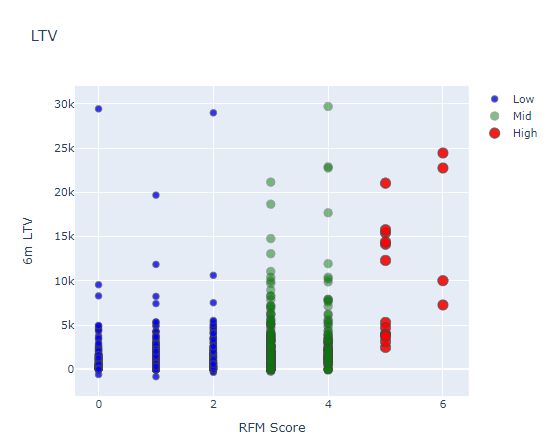 LTV
30k
25k
20k
15k
10k
5k
0
6m LTV
0
2
4
6
RFM Score
Low
Mid
High